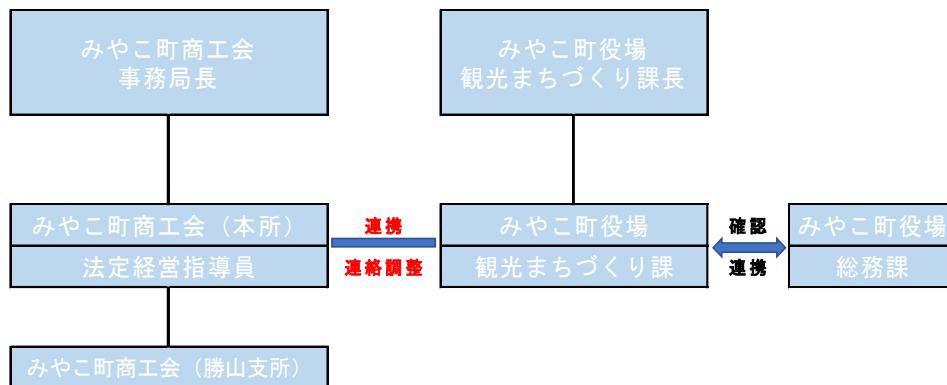 みやこ町商工会
事務局長
みやこ町役場
観光まちづくり課長
みやこ町商工会（本所）
法定経営指導員
連携
連絡調整
みやこ町役場
観光まちづくり課
確認
連携
みやこ町役場
総務課
みやこ町商工会（勝山支所）